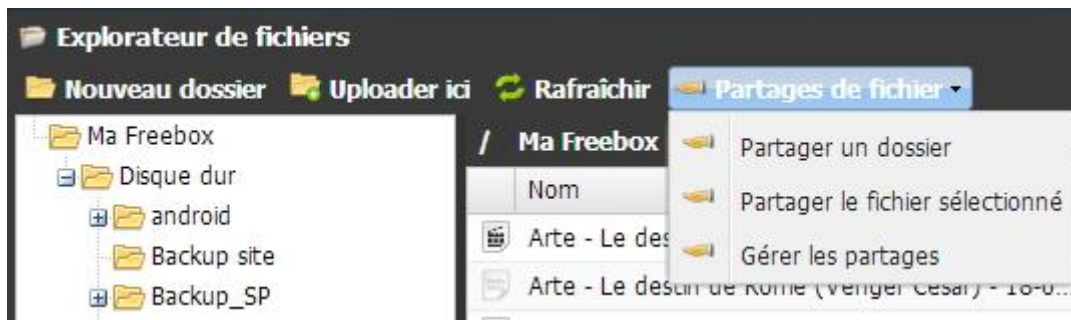 Explorateur de fichiers
Nouveau dossier Uploader ici Rafraîchir Partages de fichier
Ma Freebox
Disque dur
android
Backup site
Backup_SP
/ Ma Freebox
Nom
Arte - Le des
Arte - Le destin de Rome (Venger César) - 18-0...
Partager un dossier
Partager le fichier sélectionné
Gérer les partages